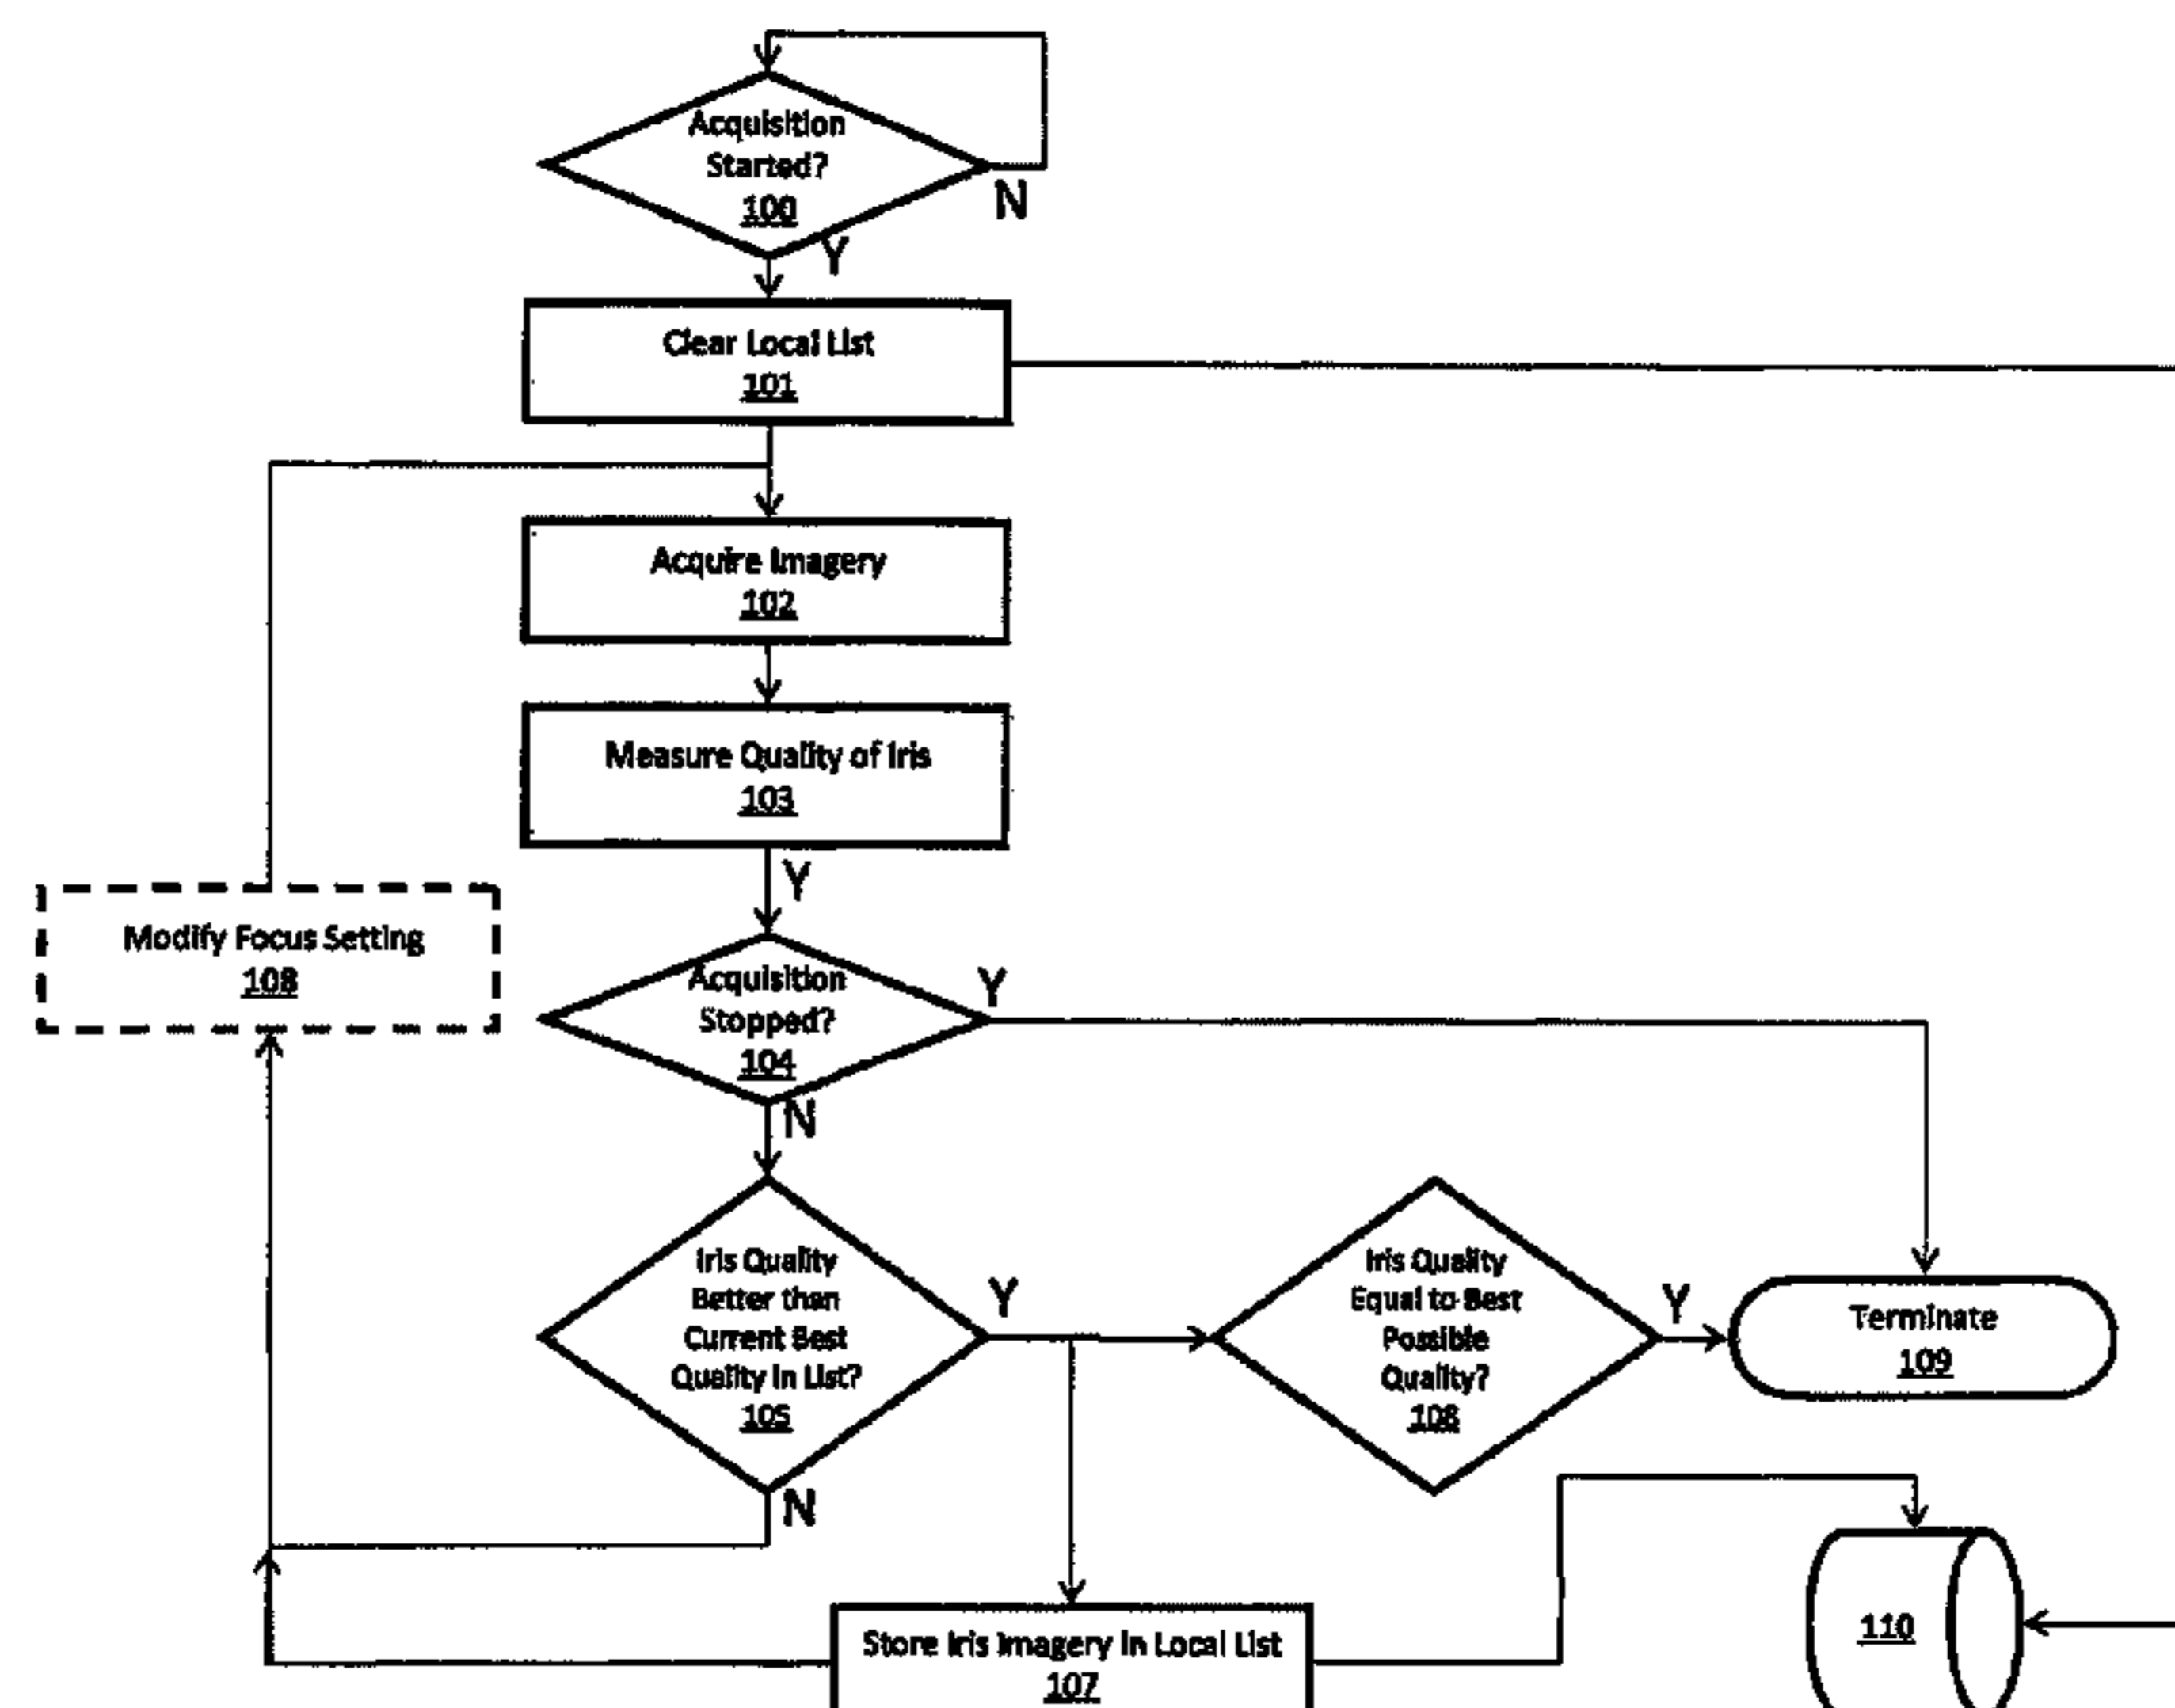 Acquisition
Started?
100
N
Y
Clear Local List
101
Acquire Imagery
102
Measure Quality of Iris
103
Y
Modify Focus Setting
108
Acquisition
Stopped?
104
Y
N
Iris Quality
Better than
Current Best
Quality in List?
105
Y
N
Iris Quality
Equal to Best
Possible
Quality?
106
Y
Terminate
109
Store Iris Imagery in Local List
107
110